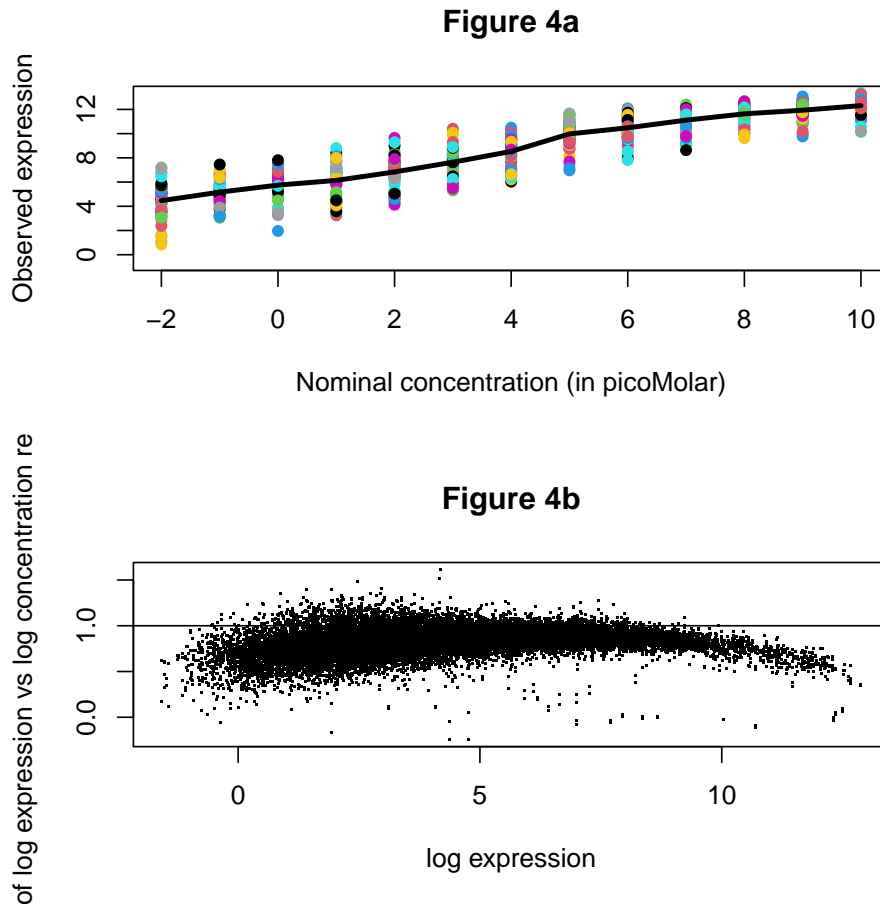 Figure 4a
Observed expression
12
8
4
0
−2 0 2 4 6 8 10
Nominal concentration (in picoMolar)
Figure 4b
of log expression vs log concentration re
1.0
0.0
0 5 10
log expression